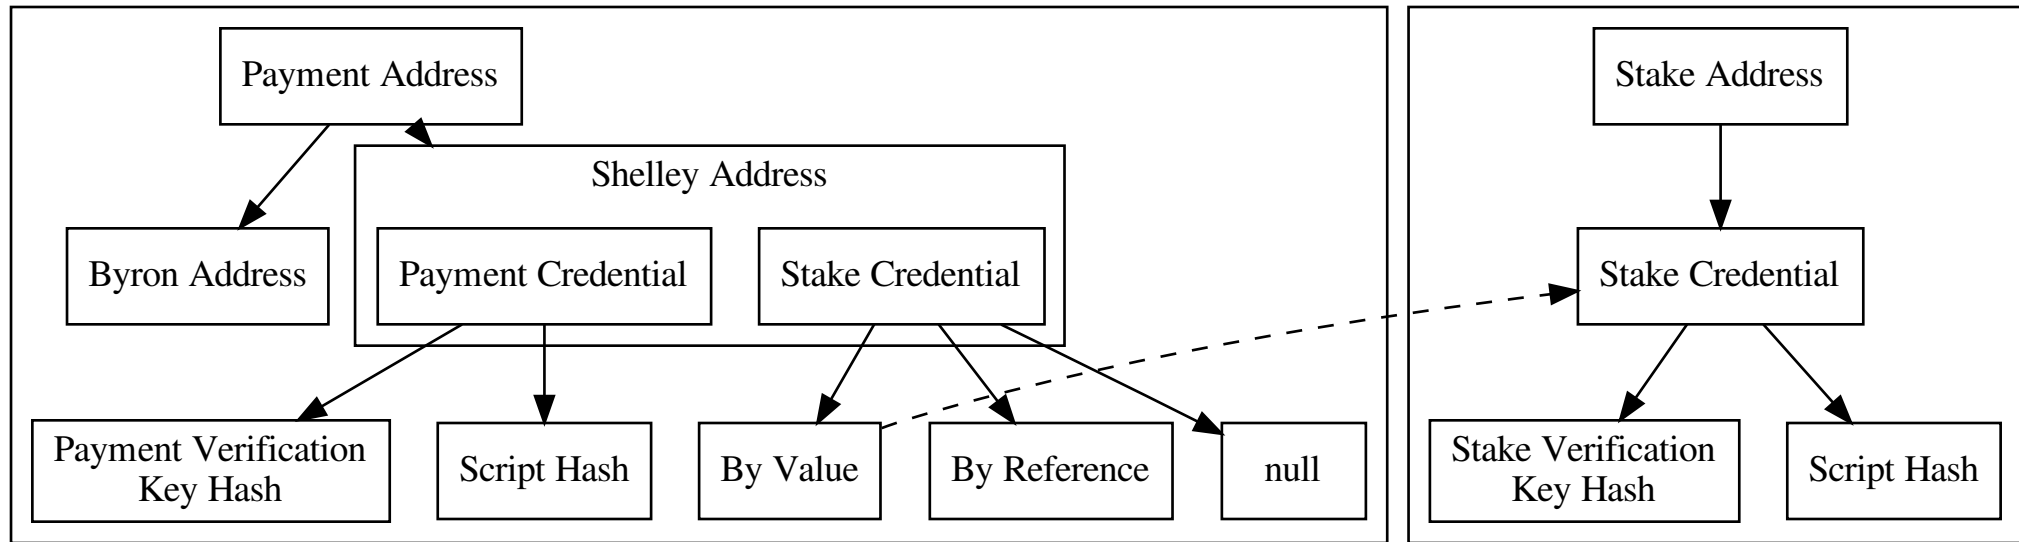 Payment Address
Stake Address
Shelley Address
Byron Address
Payment Credential
Stake Credential
Stake Credential
Payment Verification
Key Hash
Script Hash
By Value
By Reference
null
Stake Verification
Key Hash
Script Hash